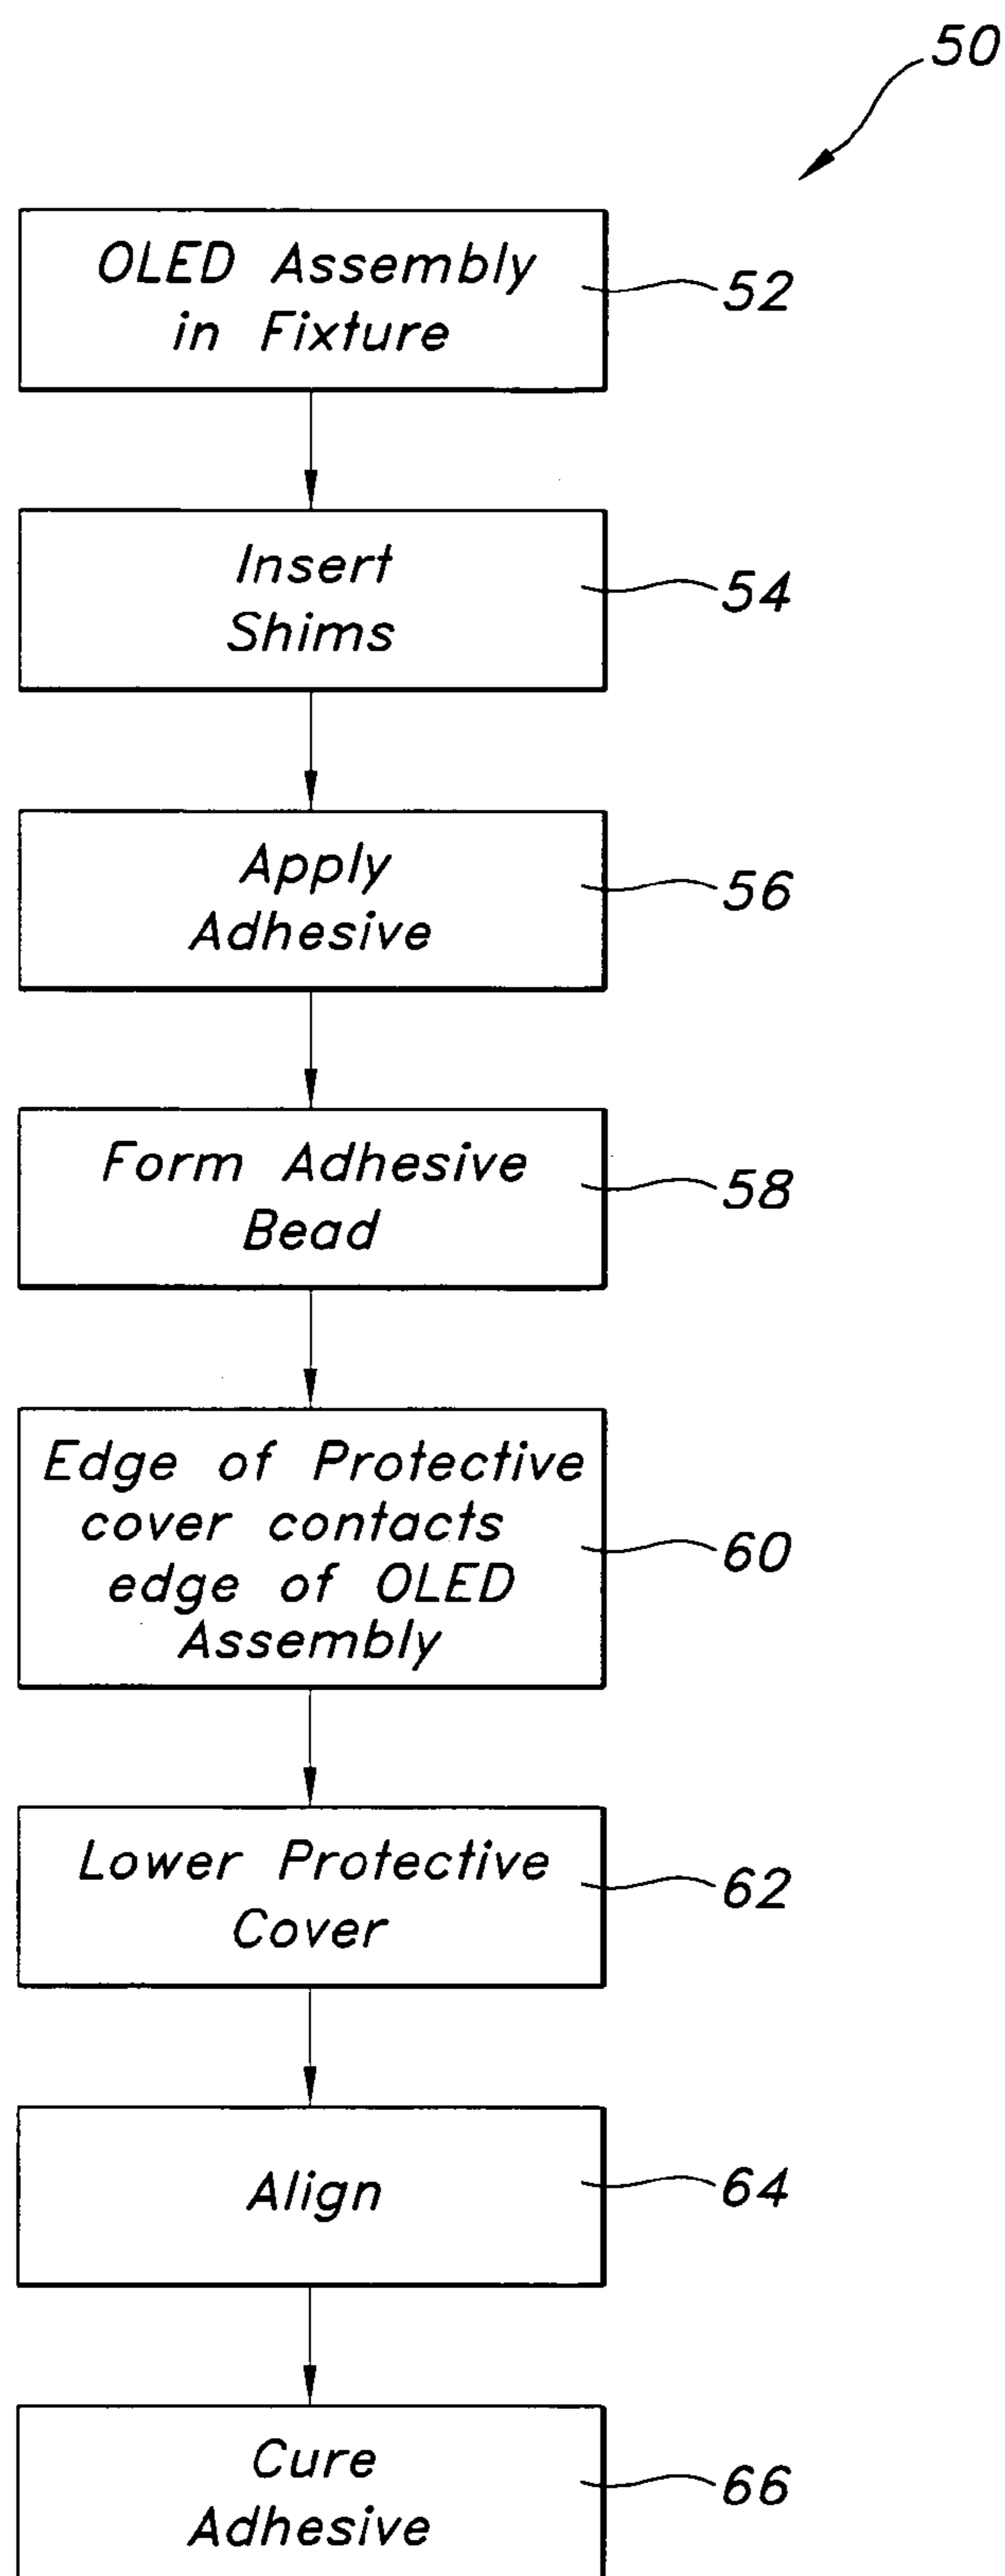 50
OLED Assembly
in Fixture
52
Insert
Shims
54
Apply
Adhesive
56
Form Adhesive
Bead
58
Edge of Protective
cover contacts
edge of OLED
Assembly
60
Lower Protective
Cover
62
Align
64
Cure
Adhesive
66